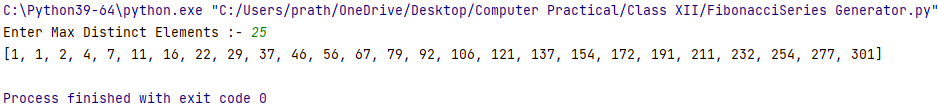 C:\Python39-64\python.exe "C:/Users/prath/OneDrive/Desktop/Computer Practical/Class XII/FibonacciSeries Generator.py"
Enter Max Distinct Elements :- 25
[1, 1, 2, 4, 7, 11, 16, 22, 29, 37, 46, 56, 67, 79, 92, 106, 121, 137, 154, 172, 191, 211, 232, 254, 277, 301]
Process finished with exit code 0